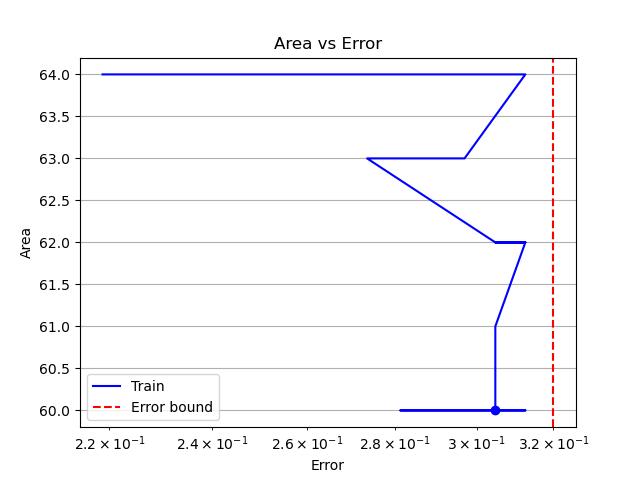 Area vs Error
64.0
63.5
63.0
62.5
62.0
61.5
61.0
60.5
60.0
Area
Train
Error bound
2.2 × 10⁻¹ 2.4 × 10⁻¹ 2.6 × 10⁻¹ 2.8 × 10⁻¹ 3 × 10⁻¹ 3.2 × 10⁻¹
Error